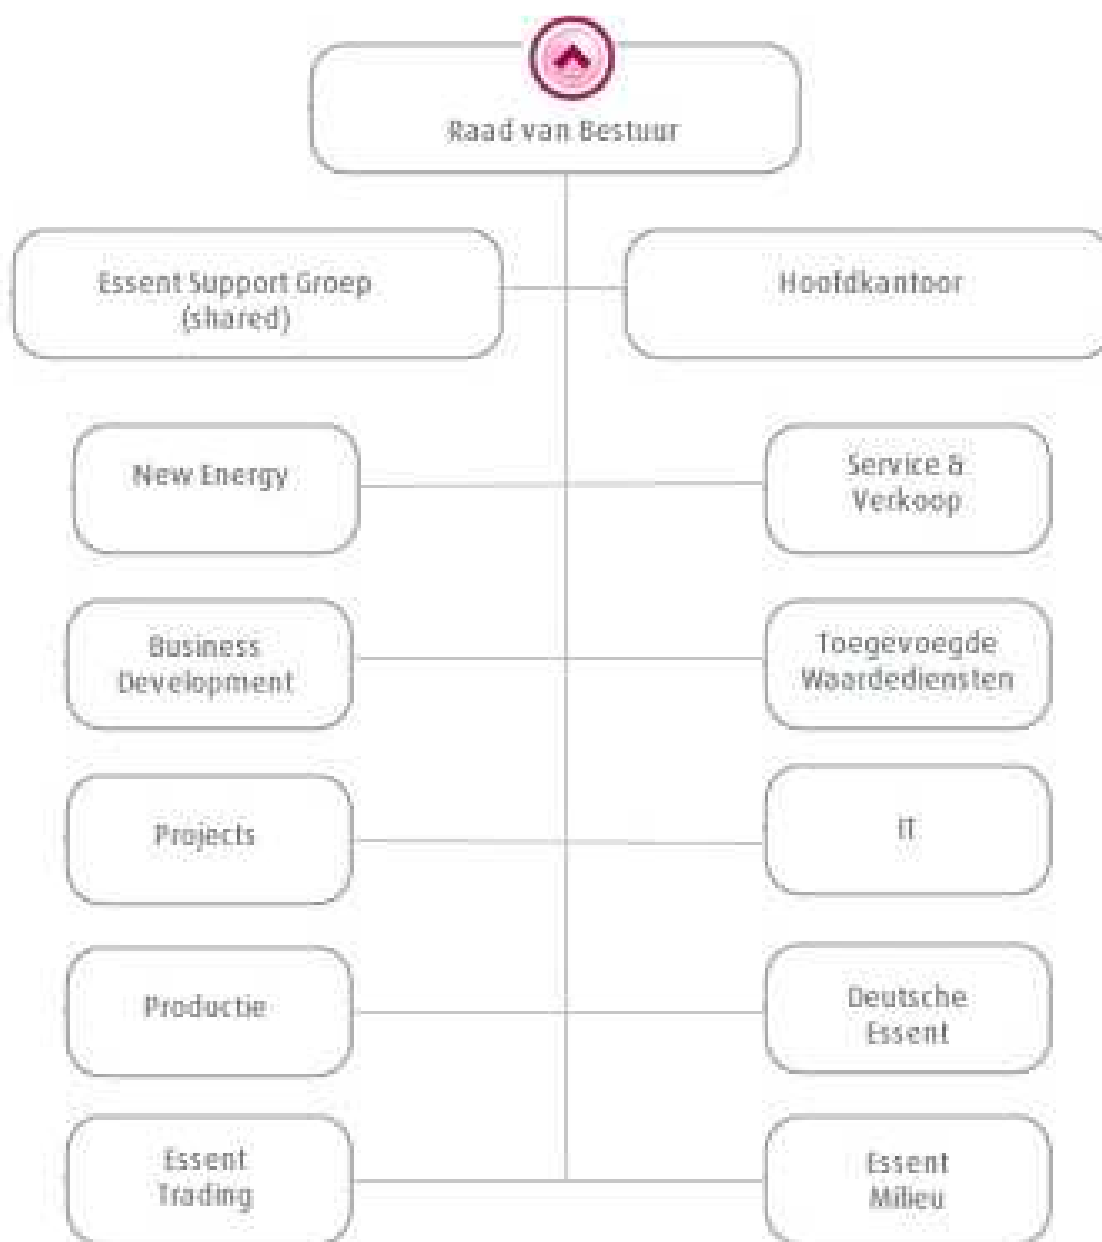 Raad van Bestuur
Essent Support Groep
(shared)
Hoofdkantoor
New Energy
Service &
Verkoop
Business
Development
Toegevoegde
Waardediensten
Projects
IT
Productie
Deutsche
Essent
Essent
Trading
Essent
Milieu